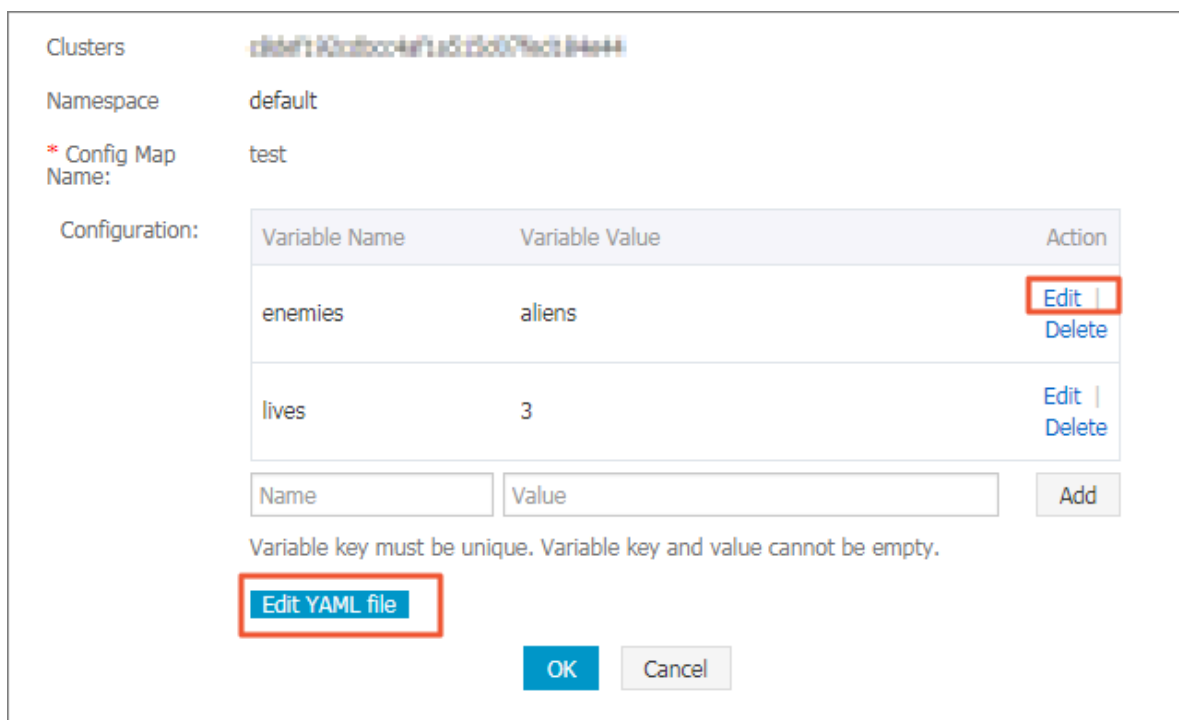 Clusters
Namespace default
* Config Map Name: test
Configuration:
Variable Name Variable Value Action
enemies aliens Edit |
Delete
lives 3 Edit |
Delete
Name Value Add
Variable key must be unique. Variable key and value cannot be empty.
Edit YAML file
OK Cancel